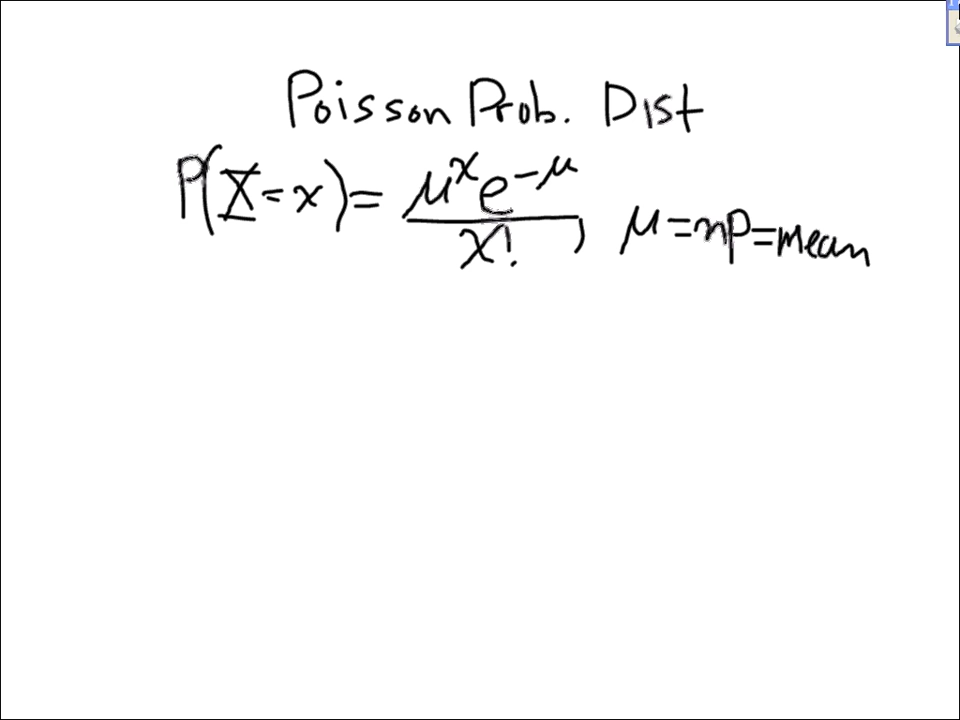 Poisson Prob. Dist
P(X=x)= μ^x e^-μ / x! , μ=np=mean